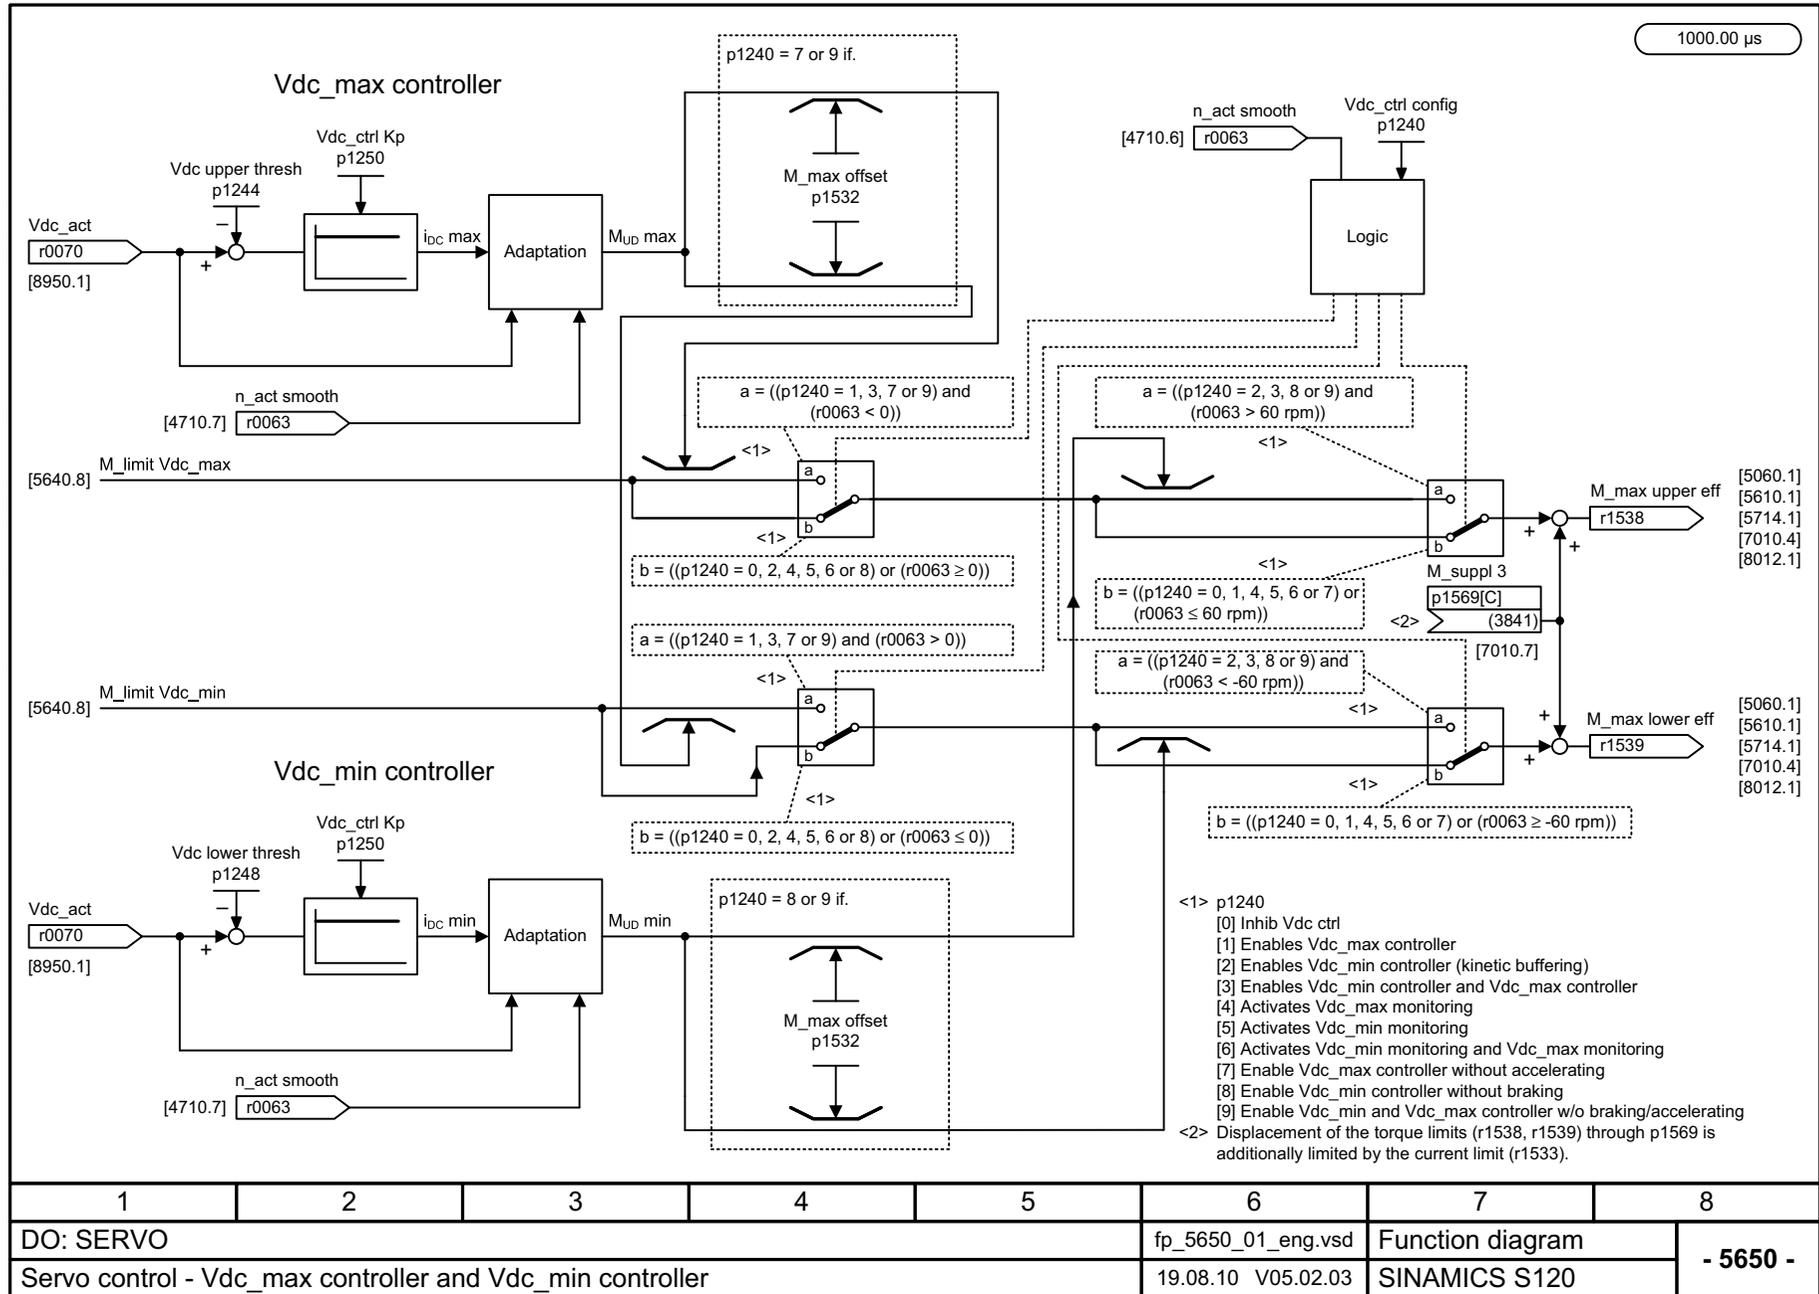 1000.00 µs
p1240 = 7 or 9 if.
Vdc_max controller
Vdc_ctrl Kp
p1250
Vdc upper thresh
p1244
–
Vdc_act
r0070
[8950.1]
+
iDC max
Adaptation
MUD max
M_max offset
p1532
n_act smooth
[4710.6]
r0063
Vdc_ctrl config
p1240
Logic
n_act smooth
[4710.7]
r0063
a = ((p1240 = 1, 3, 7 or 9) and
(r0063 < 0))
a = ((p1240 = 2, 3, 8 or 9) and
(r0063 > 60 rpm))
<1>
<1>
[5640.8]
M_limit Vdc_max
a
b
<1>
b = ((p1240 = 0, 2, 4, 5, 6 or 8) or (r0063 ≥ 0))
a
b
<1>
b = ((p1240 = 0, 1, 4, 5, 6 or 7) or
(r0063 ≤ 60 rpm))
+
+
M_max upper eff
r1538
[5060.1]
[5610.1]
[5714.1]
[7010.4]
[8012.1]
M_suppl 3
p1569[C]
<2>
(3841)
[7010.7]
a = ((p1240 = 1, 3, 7 or 9) and (r0063 > 0))
<1>
a = ((p1240 = 2, 3, 8 or 9) and
(r0063 < -60 rpm))
<1>
[5640.8]
M_limit Vdc_min
a
b
<1>
b = ((p1240 = 0, 2, 4, 5, 6 or 8) or (r0063 ≤ 0))
a
b
<1>
b = ((p1240 = 0, 1, 4, 5, 6 or 7) or (r0063 ≥ -60 rpm))
+
+
M_max lower eff
r1539
[5060.1]
[5610.1]
[5714.1]
[7010.4]
[8012.1]
Vdc_min controller
Vdc_ctrl Kp
p1250
Vdc lower thresh
p1248
–
Vdc_act
r0070
[8950.1]
+
iDC min
Adaptation
MUD min
p1240 = 8 or 9 if.
M_max offset
p1532
n_act smooth
[4710.7]
r0063
<1> p1240
[0] Inhib Vdc ctrl
[1] Enables Vdc_max controller
[2] Enables Vdc_min controller (kinetic buffering)
[3] Enables Vdc_min controller and Vdc_max controller
[4] Activates Vdc_max monitoring
[5] Activates Vdc_min monitoring
[6] Activates Vdc_min monitoring and Vdc_max monitoring
[7] Enable Vdc_max controller without accelerating
[8] Enable Vdc_min controller without braking
[9] Enable Vdc_min and Vdc_max controller w/o braking/accelerating
<2> Displacement of the torque limits (r1538, r1539) through p1569 is
additionally limited by the current limit (r1533).
1 2 3 4 5 6 7 8
DO: SERVO
fp_5650_01_eng.vsd
Function diagram
- 5650 -
Servo control - Vdc_max controller and Vdc_min controller
19.08.10 V05.02.03
SINAMICS S120